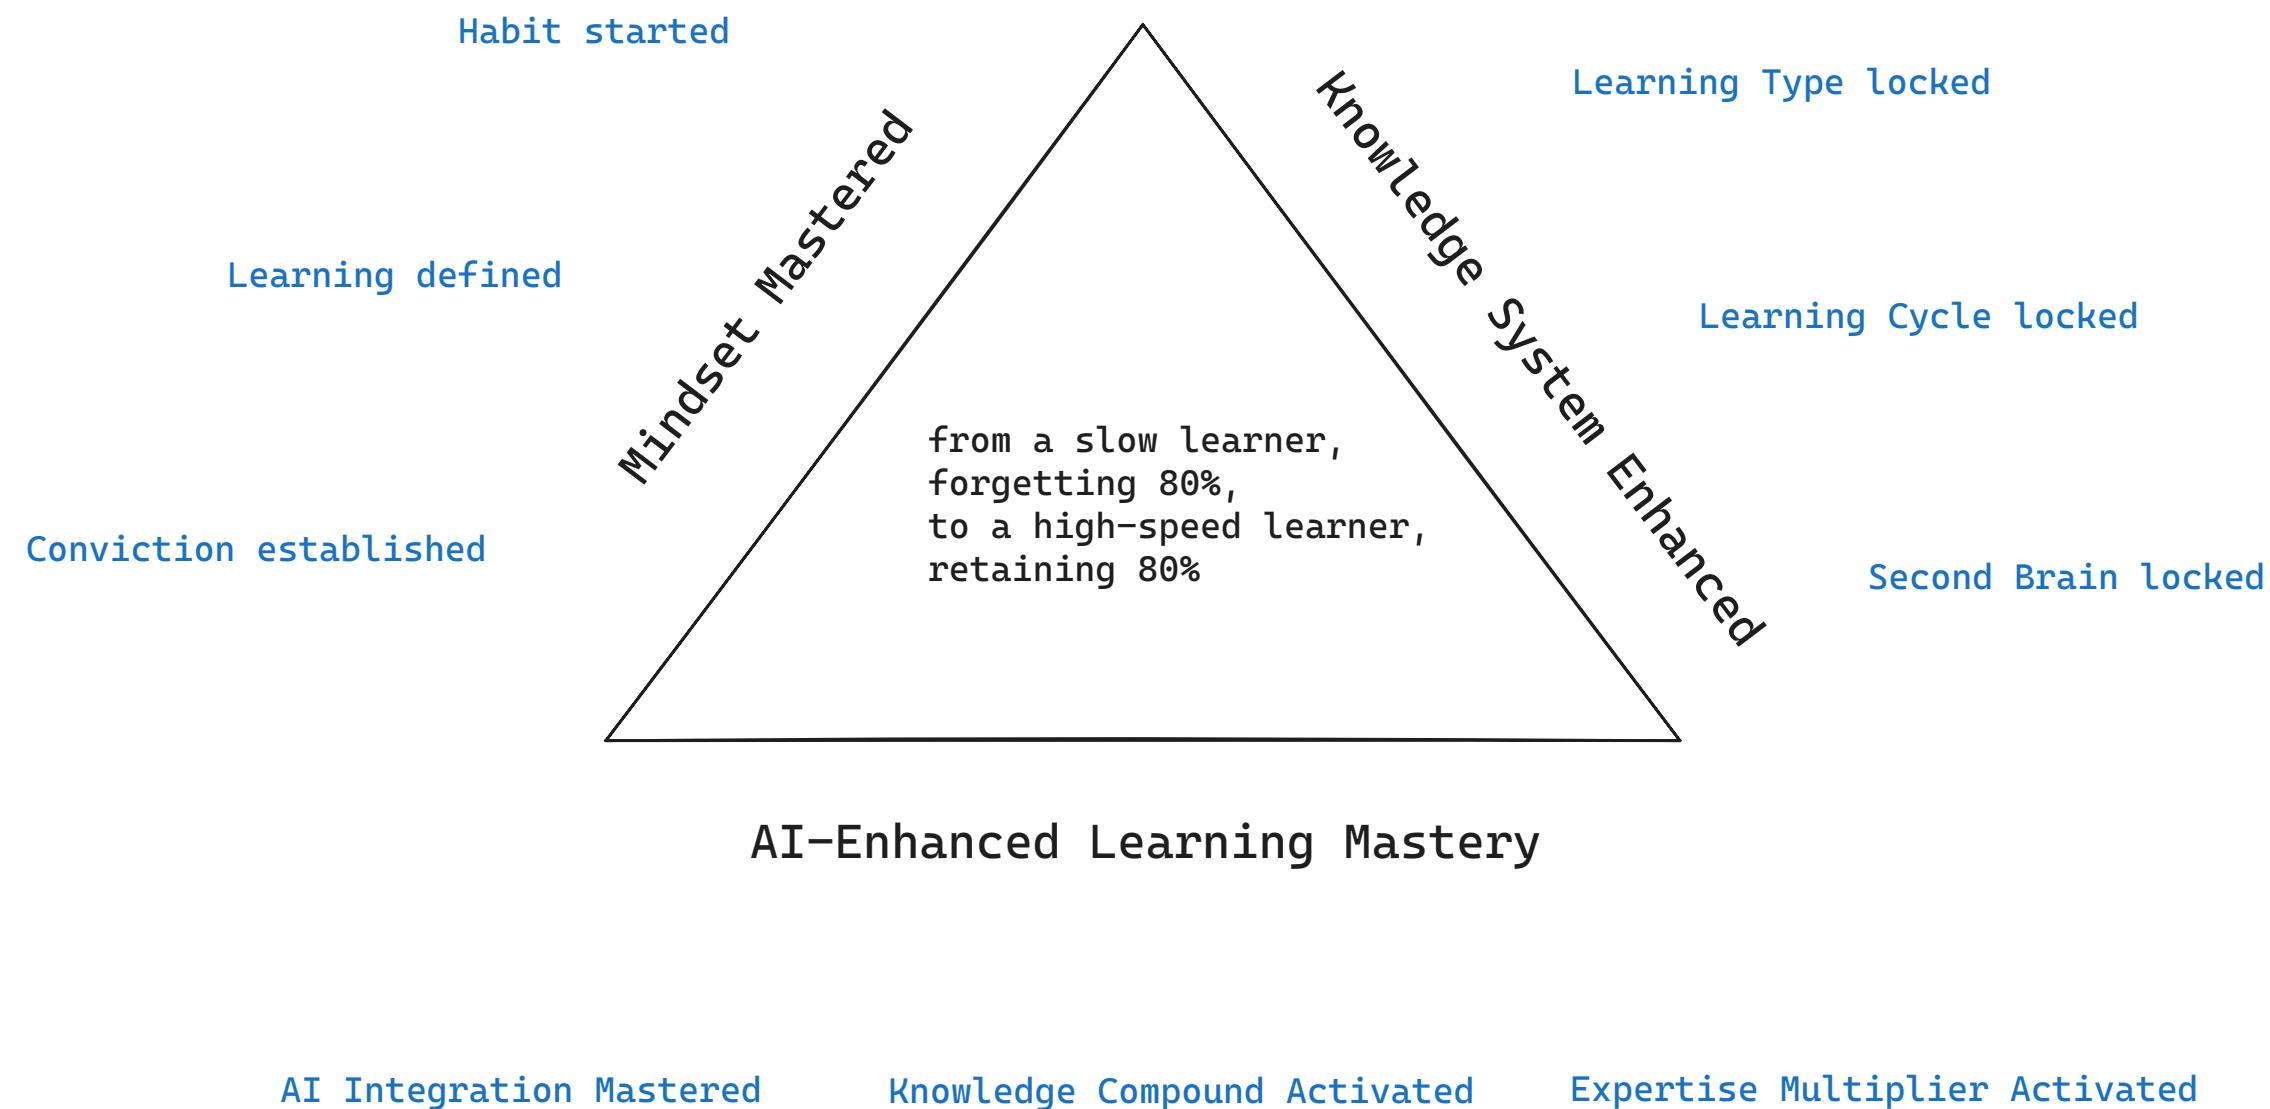 Habit started
Learning Type locked
Mindset Mastered
Knowledge System Enhanced
Learning defined
Learning Cycle locked
from a slow learner,
forgetting 80%,
to a high-speed learner,
retaining 80%
Conviction established
Second Brain locked
AI-Enhanced Learning Mastery
AI Integration Mastered
Knowledge Compound Activated
Expertise Multiplier Activated